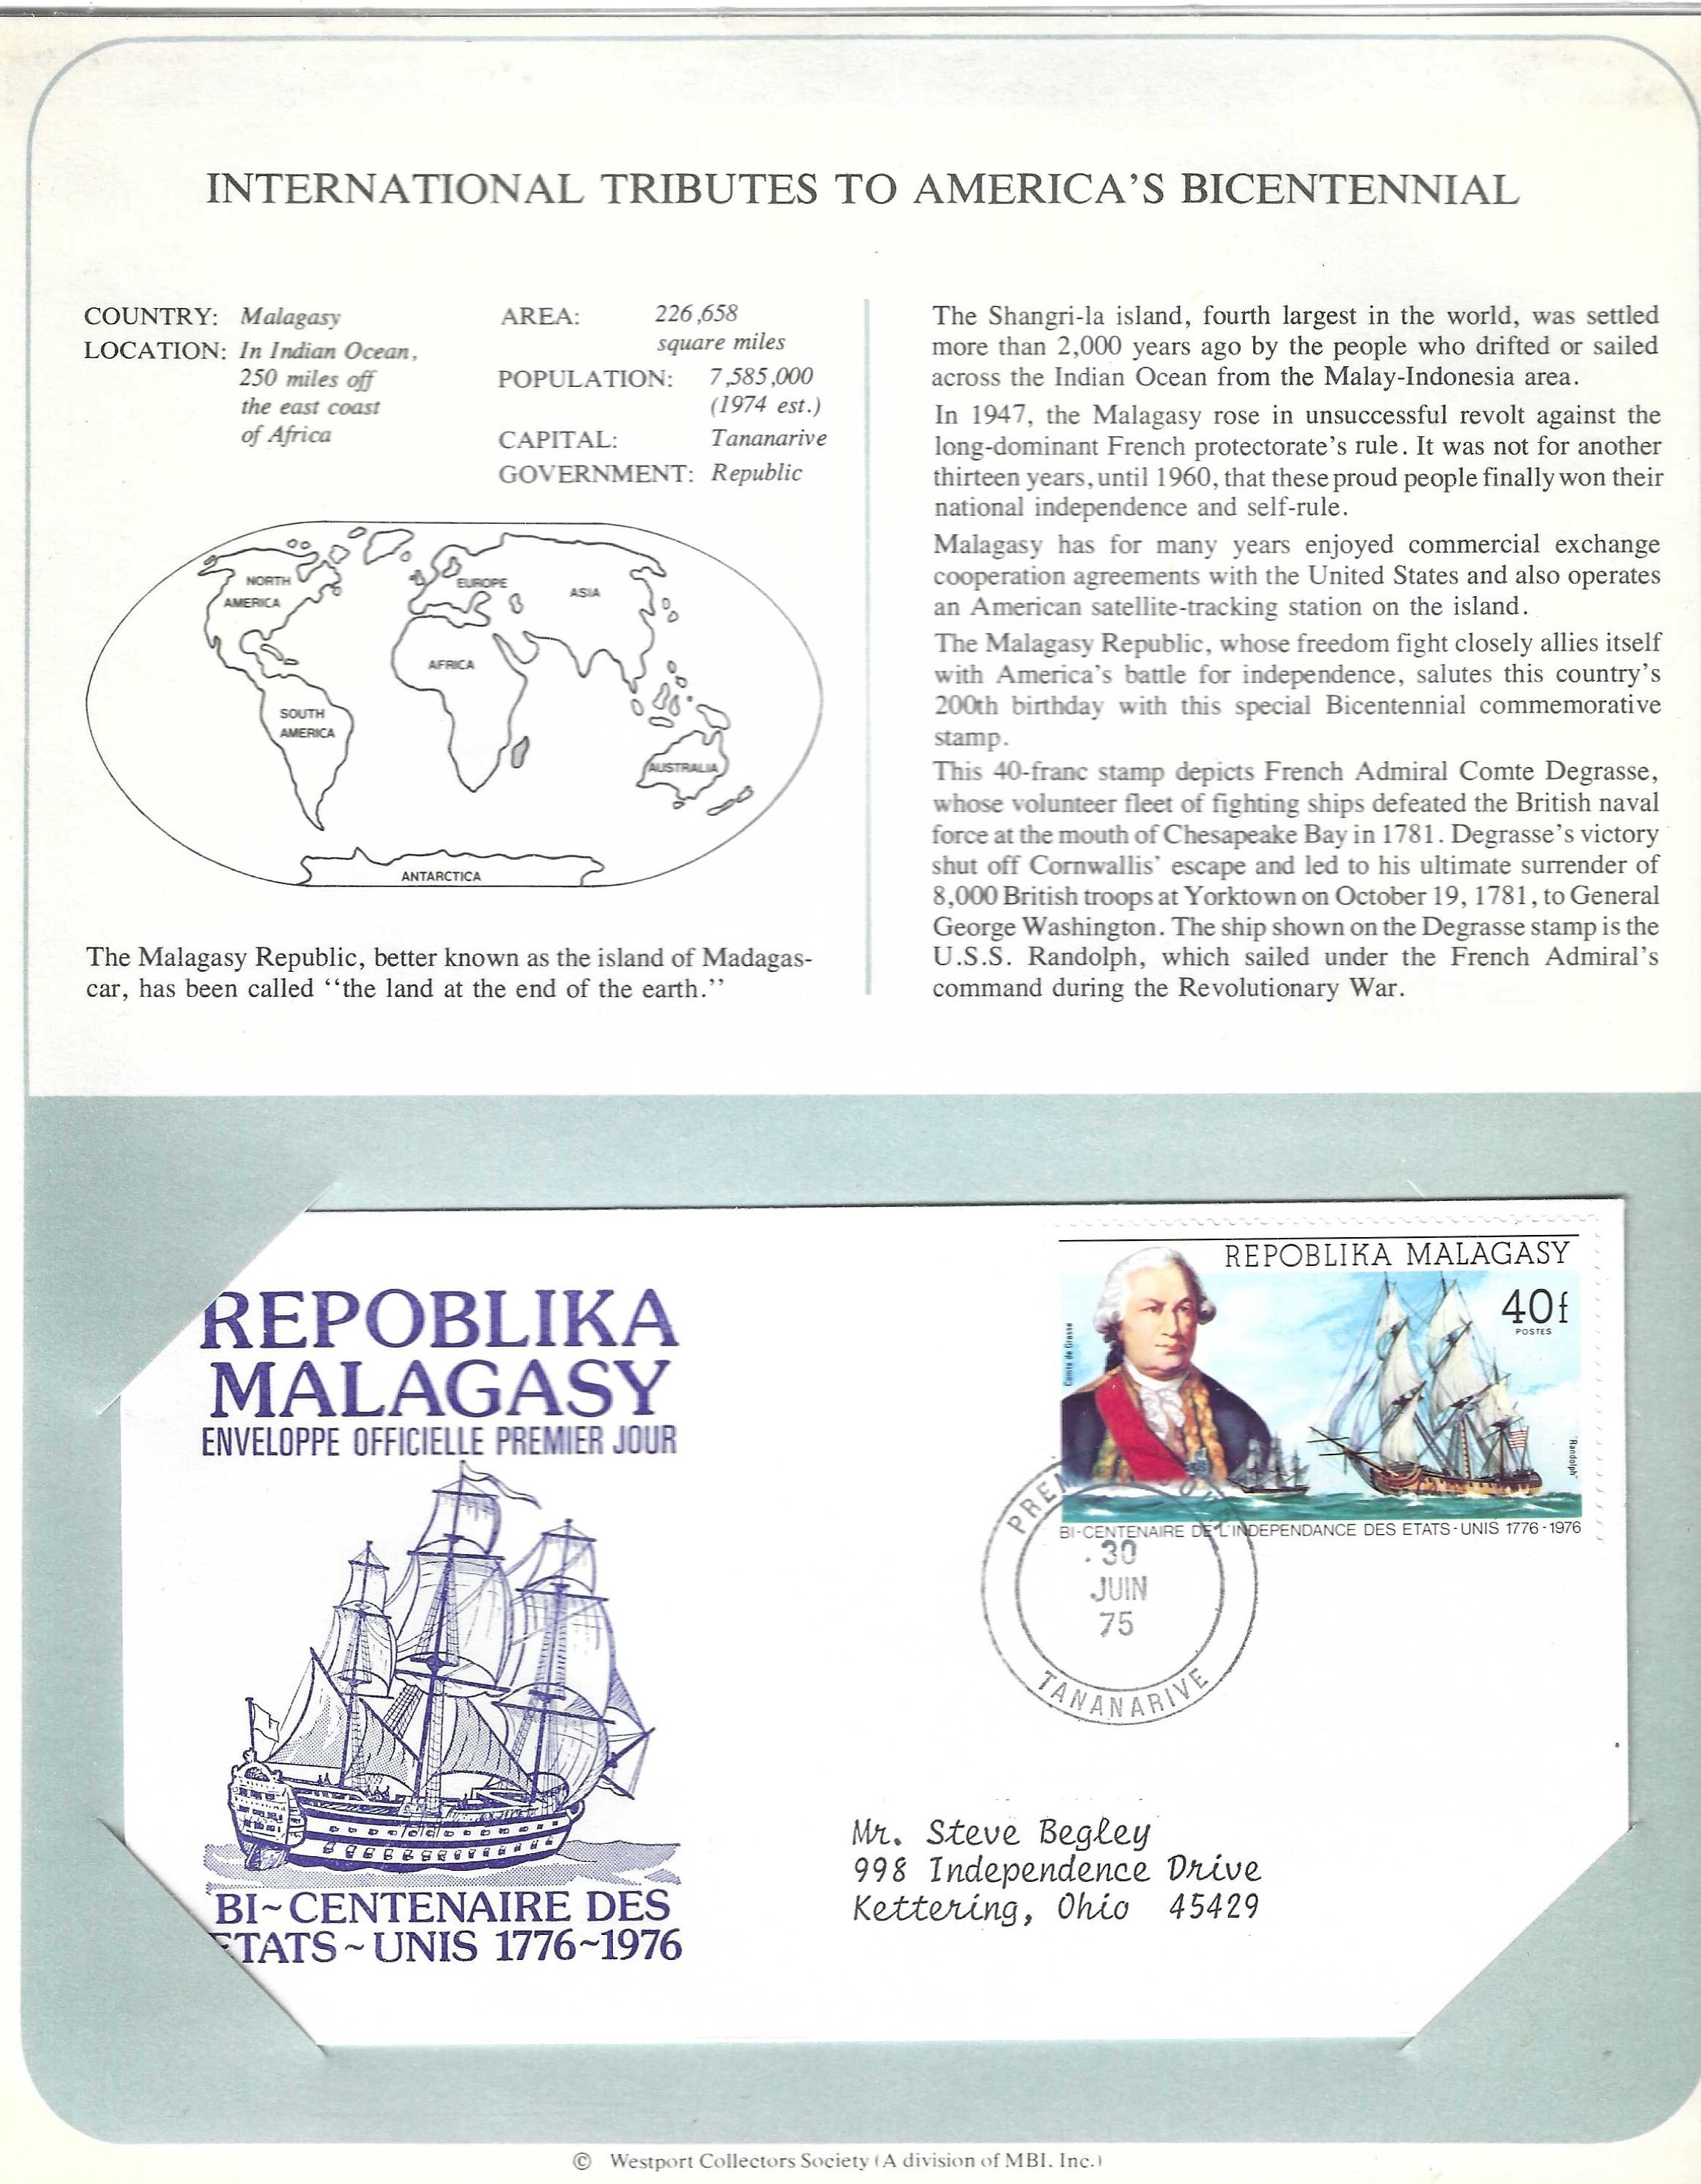 INTERNATIONAL TRIBUTES TO AMERICA'S BICENTENNIAL
COUNTRY: Malagasy
LOCATION: In Indian Ocean,
250 miles off
the east coast
of Africa
AREA: 226,658
square miles
POPULATION: 7,585,000
(1974 est.)
CAPITAL: Tananarive
GOVERNMENT: Republic
NORTH
AMERICA
EUROPE
ASIA
AFRICA
SOUTH
AMERICA
AUSTRALIA
ANTARCTICA
The Malagasy Republic, better known as the island of Madagas-
car, has been called “the land at the end of the earth.”
The Shangri-la island, fourth largest in the world, was settled
more than 2,000 years ago by the people who drifted or sailed
across the Indian Ocean from the Malay-Indonesia area.
In 1947, the Malagasy rose in unsuccessful revolt against the
long-dominant French protectorate's rule. It was not for another
thirteen years, until 1960, that these proud people finally won their
national independence and self-rule.
Malagasy has for many years enjoyed commercial exchange
cooperation agreements with the United States and also operates
an American satellite-tracking station on the island.
The Malagasy Republic, whose freedom fight closely allies itself
with America's battle for independence, salutes this country's
200th birthday with this special Bicentennial commemorative
stamp.
This 40-franc stamp depicts French Admiral Comte Degrasse,
whose volunteer fleet of fighting ships defeated the British naval
force at the mouth of Chesapeake Bay in 1781. Degrasse's victory
shut off Cornwallis' escape and led to his ultimate surrender of
8,000 British troops at Yorktown on October 19, 1781, to General
George Washington. The ship shown on the Degrasse stamp is the
U.S.S. Randolph, which sailed under the French Admiral's
command during the Revolutionary War.
REPOBLIKA
MALAGASY
ENVELOPPE OFFICIELLE PREMIER JOUR
BI~CENTENAIRE DES
ETATS~UNIS 1776~1976
REPOBLIKA MALAGASY
40f
POSTES
Comte de Grasse
"Randolph"
BI-CENTENAIRE DE L'INDEPENDANCE DES ETATS-UNIS 1776-1976
30
JUIN
75
TANANARIVE
Mr. Steve Begley
998 Independence Drive
Kettering, Ohio 45429
© Westport Collectors Society (A division of MBI, Inc.)